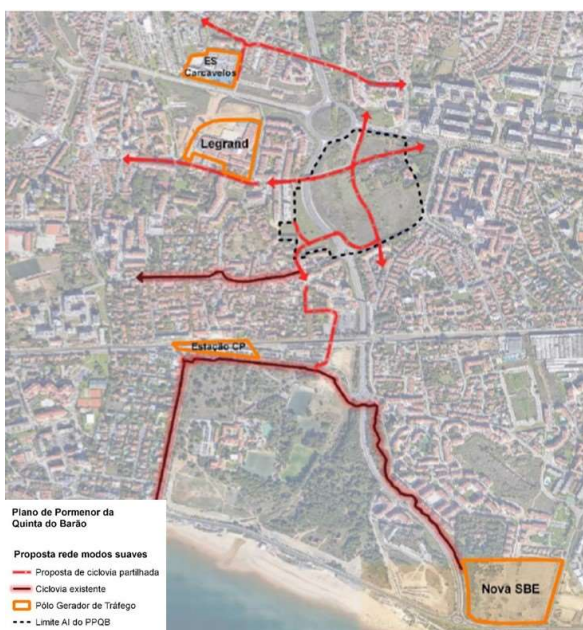 ES
Carcavelos
Legrand
Estação CP
Nova SBE
Plano de Pormenor da
Quinta do Barão
Proposta rede modos suaves
Proposta de ciclovia partilhada
Ciclovia existente
Pólo Gerador de Tráfego
Limite AI do PPQB